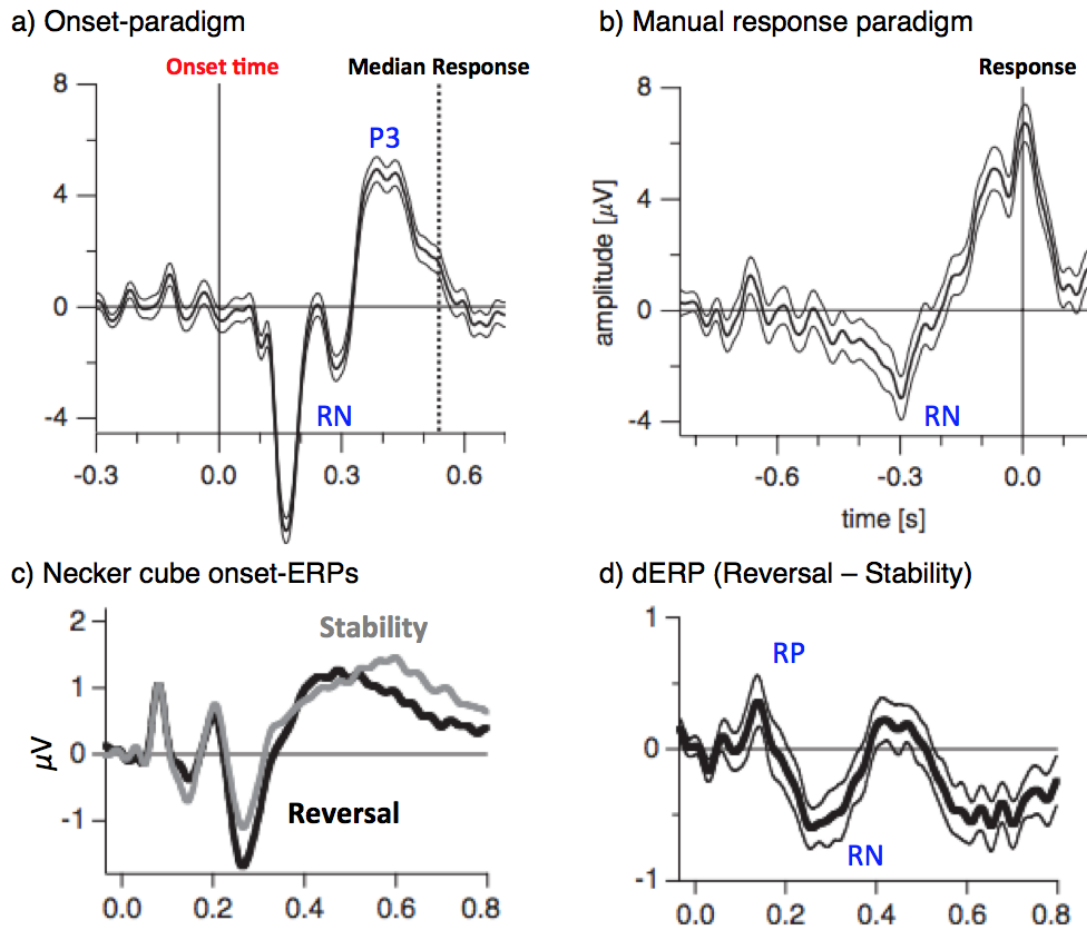 a) Onset-paradigm
Onset time
Median Response
8
4
0
-4
P3
RN
-0.3
0.0
0.3
0.6
b) Manual response paradigm
Response
8
4
0
-4
amplitude [µV]
RN
-0.6
-0.3
0.0
time [s]
c) Necker cube onset-ERPs
2
1
0
-1
µV
Stability
Reversal
0.0
0.2
0.4
0.6
0.8
d) dERP (Reversal – Stability)
1
0
-1
RP
RN
0.0
0.2
0.4
0.6
0.8